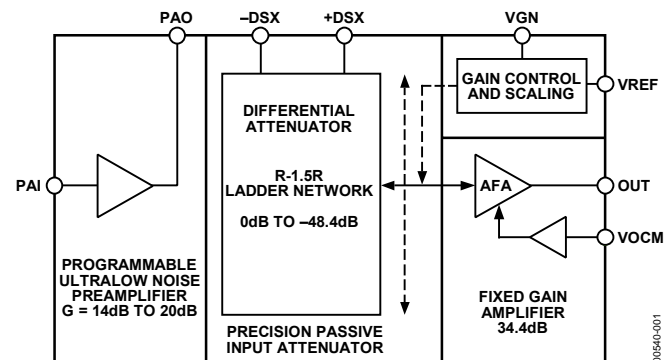 PAO
–DSX
+DSX
VGN
GAIN CONTROL
AND SCALING
VREF
DIFFERENTIAL
ATTENUATOR
R-1.5R
LADDER NETWORK
0dB TO –48.4dB
PAI
AFA
OUT
VOCM
PROGRAMMABLE
ULTRALOW NOISE
PREAMPLIFIER
G = 14dB TO 20dB
PRECISION PASSIVE
INPUT ATTENUATOR
FIXED GAIN
AMPLIFIER
34.4dB
00540-001